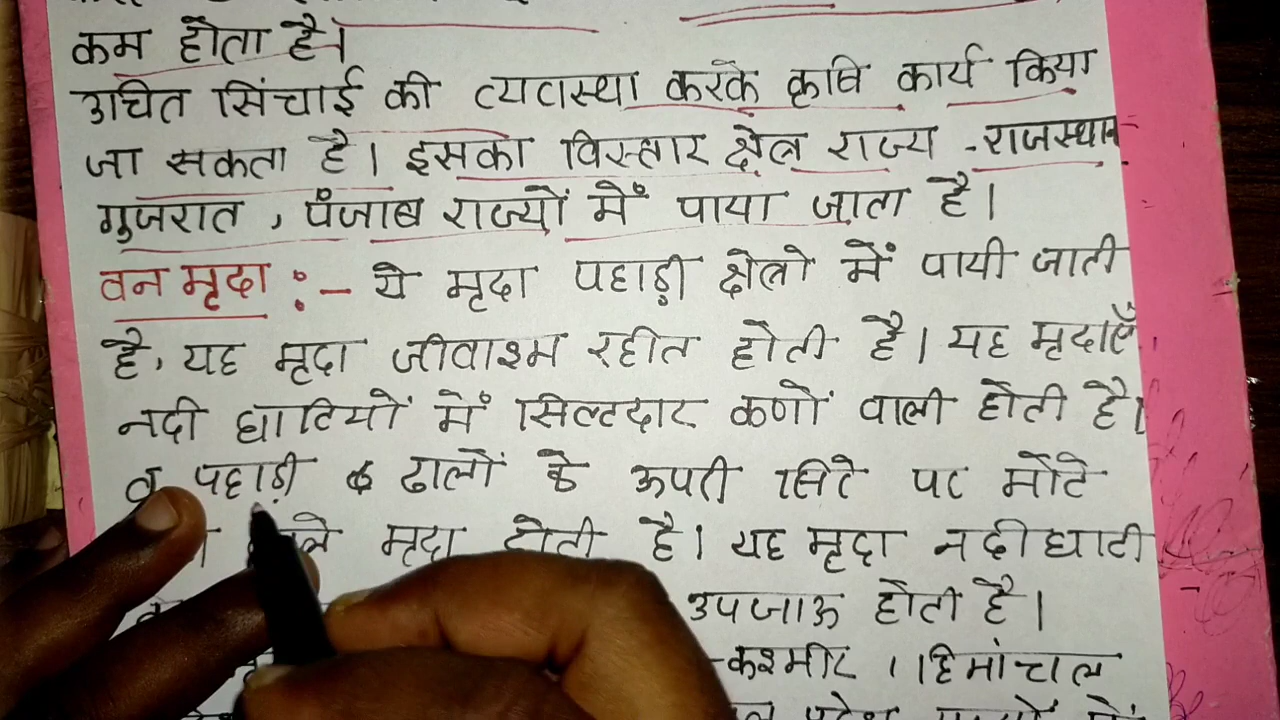 कम होता है।
उचित सिंचाई की व्यवस्था करके कृषि कार्य किया
जा सकता है। इसका विस्तार क्षेत्र राज्य - राजस्थान
गुजरात, पंजाब राज्यों में पाया जाता है।
वन मृदा :- ये मृदा पहाड़ी क्षेत्रो में पायी जाती
है, यह मृदा जीवाश्म रहीत होती है। यह मृदाएँ
नदी घाटियों में सिल्टदार कणों वाली होती है।
व पहाड़ी ढालों के ऊपरी सिरे पर मोटे
वाले मृदा होती है। यह मृदा नदी घाटी
उपजाऊ होती है।
-कश्मीर, हिमांचल